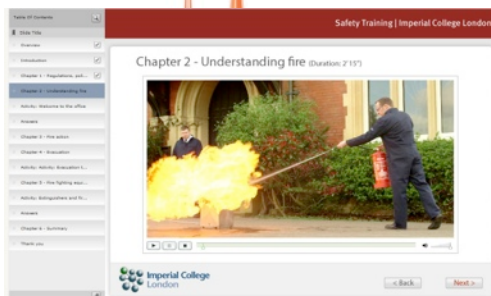 Table Of Contents
Slide Title
Overview
Introduction
Chapter 1 - Regulations, poli...
Chapter 2 - Understanding fire
Activity: Welcome to the office
Answers
Chapter 3 - Fire action
Chapter 4 - Evacuation
Activity: Activity: Evacuation t...
Chapter 5 - Fire fighting equi...
Activity: Extinguishers and fir...
Answers
Chapter 6 - Summary
Thank you
Safety Training | Imperial College London
Chapter 2 - Understanding fire (Duration: 2'15")
Imperial College
London
< Back
Next >